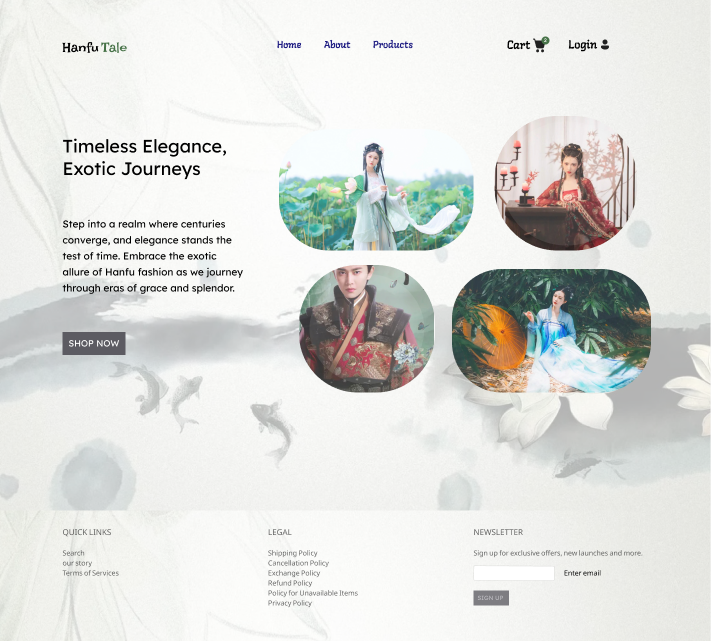 Hanfu Tale
Home About Products
Cart 2 Login
Timeless Elegance,
Exotic Journeys
Step into a realm where centuries
converge, and elegance stands the
test of time. Embrace the exotic
allure of Hanfu fashion as we journey
through eras of grace and splendor.
SHOP NOW
QUICK LINKS
Search
our story
Terms of Services
LEGAL
Shipping Policy
Cancellation Policy
Exchange Policy
Refund Policy
Policy for Unavailable Items
Privacy Policy
NEWSLETTER
Sign up for exclusive offers, new launches and more.
Enter email
SIGN UP